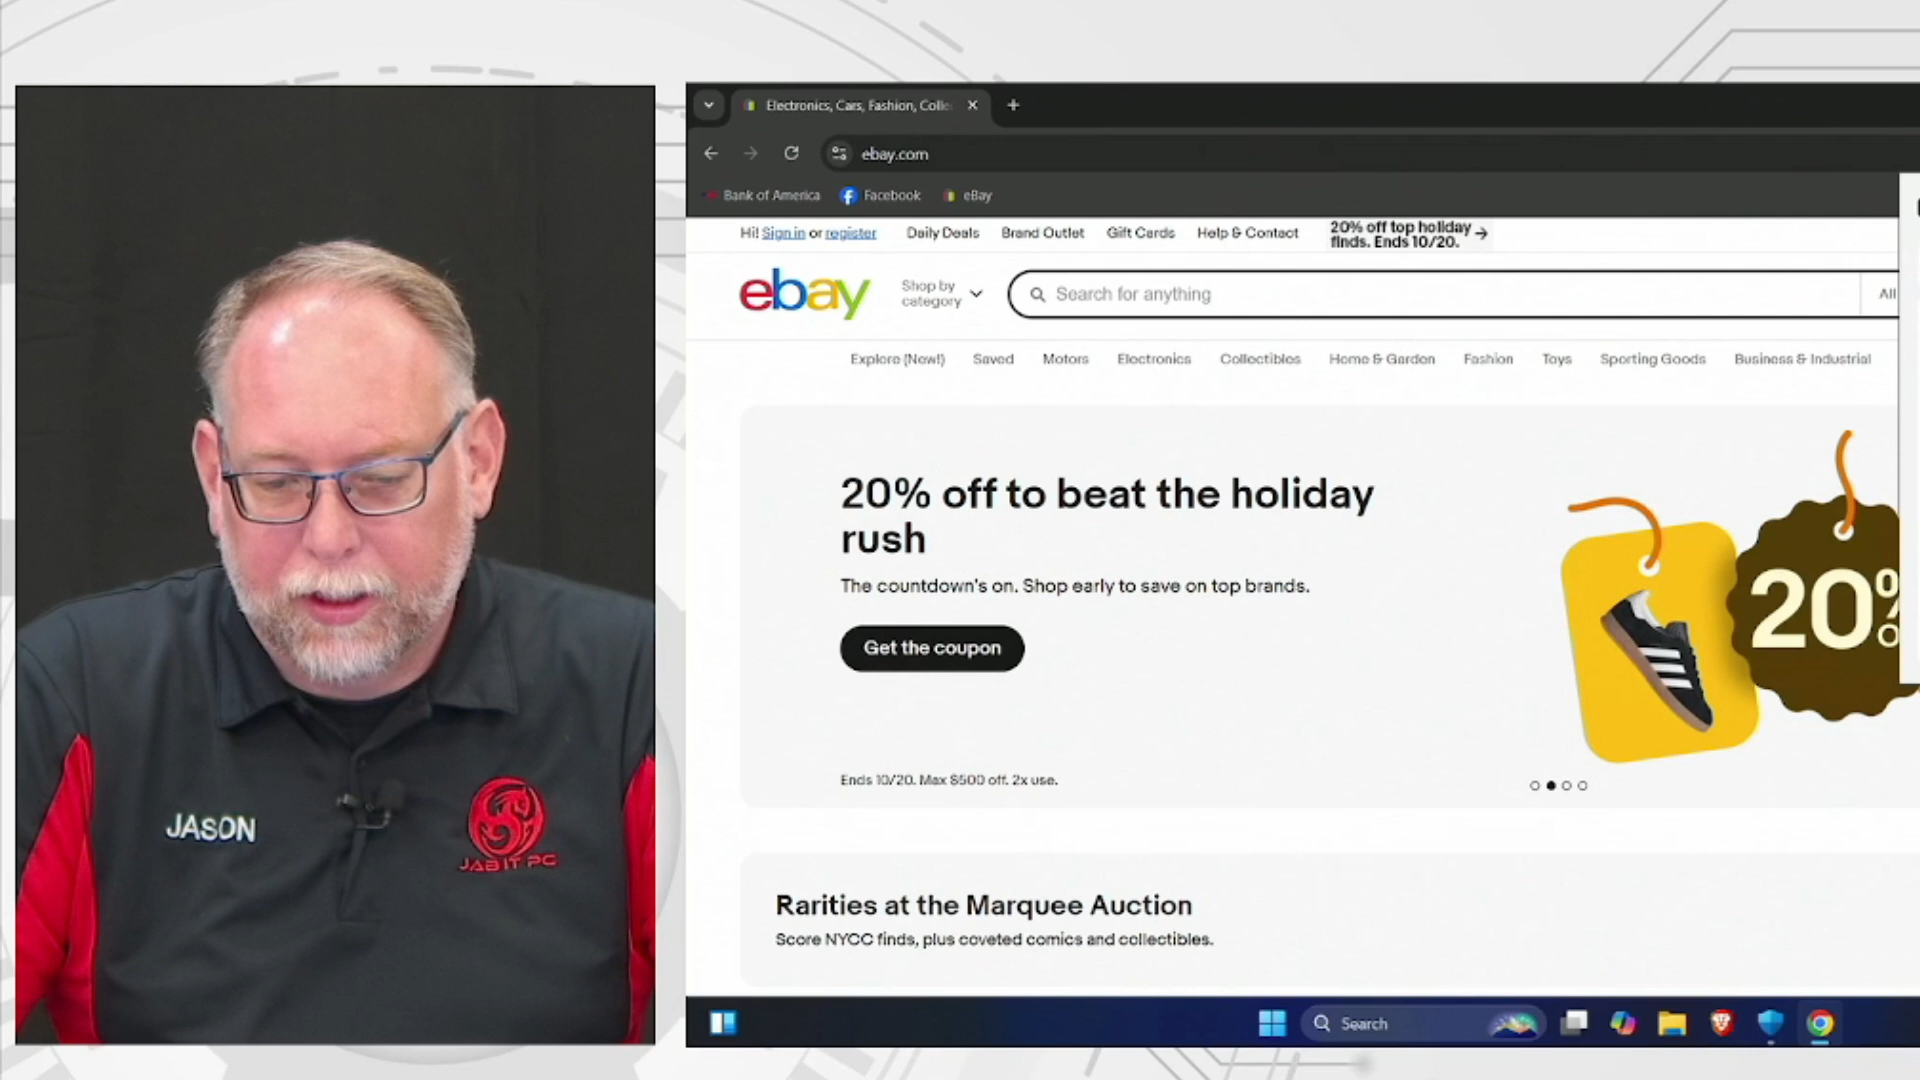 Electronics, Cars, Fashion, Colle
ebay.com
Bank of America
Facebook
eBay
Hi! Sign in or register
Daily Deals
Brand Outlet
Gift Cards
Help & Contact
20% off top holiday
finds. Ends 10/20.
ebay
Shop by
category
Search for anything
All
Explore (New!)
Saved
Motors
Electronics
Collectibles
Home & Garden
Fashion
Toys
Sporting Goods
Business & Industrial
20% off to beat the holiday
rush
The countdown's on. Shop early to save on top brands.
Get the coupon
20%
Ends 10/20. Max $500 off. 2x use.
JASON
JAB IT PC
Rarities at the Marquee Auction
Score NYCC finds, plus coveted comics and collectibles.
Search